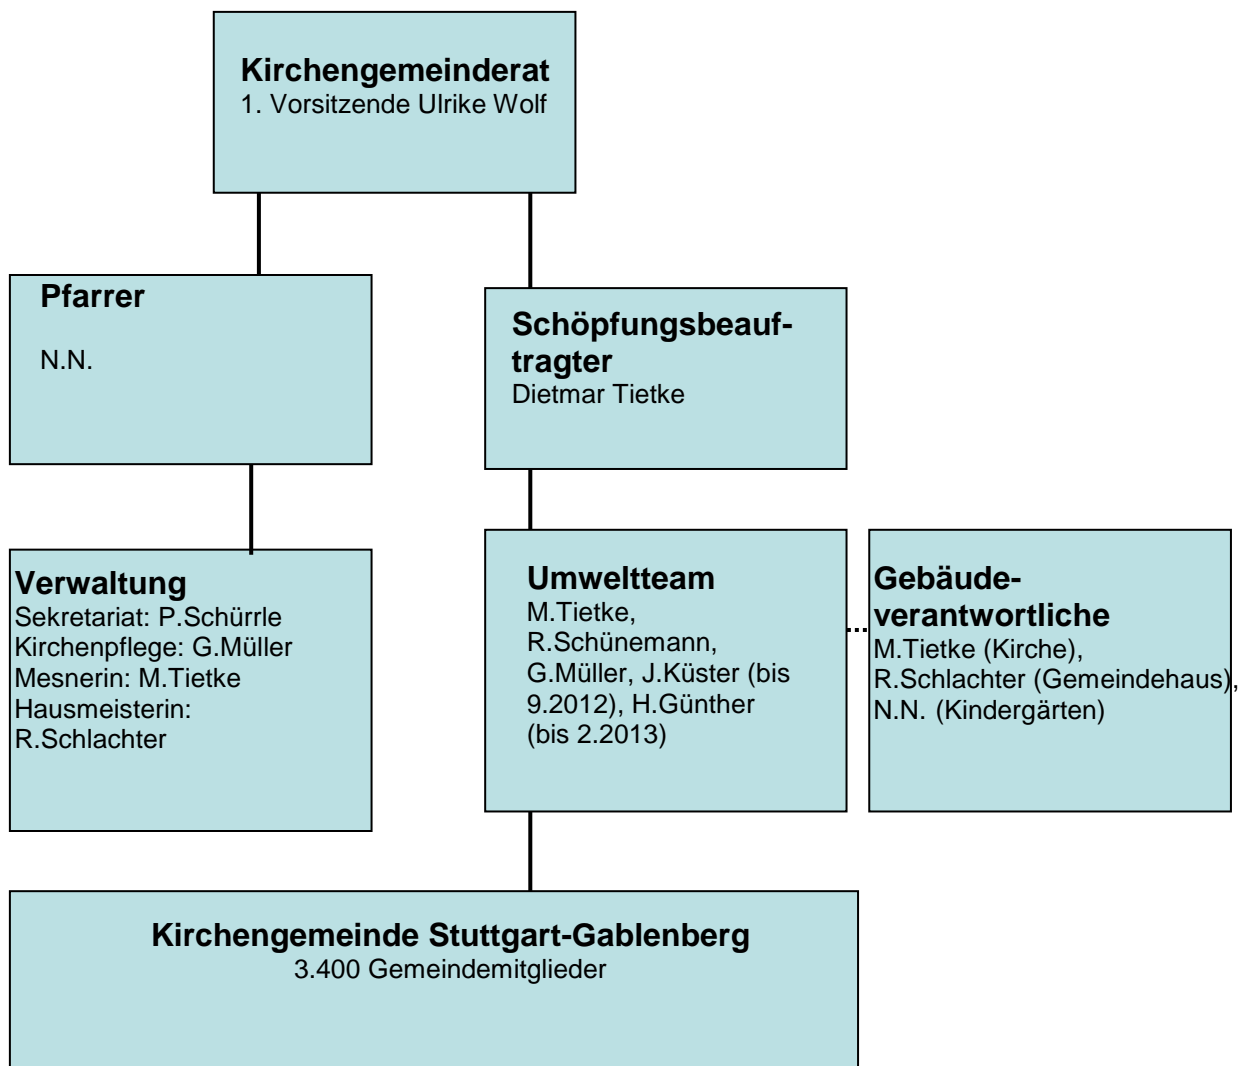 Kirchengemeinderat
1. Vorsitzende Ulrike Wolf
Pfarrer
N.N.
Schöpfungsbeauf-
tragter
Dietmar Tietke
Verwaltung
Sekretariat: P.Schürrle
Kirchenpflege: G.Müller
Mesnerin: M.Tietke
Hausmeisterin:
R.Schlachter
Umweltteam
M.Tietke,
R.Schünemann,
G.Müller, J.Küster (bis
9.2012), H.Günther
(bis 2.2013)
Gebäude-
verantwortliche
M.Tietke (Kirche),
R.Schlachter (Gemeindehaus),
N.N. (Kindergärten)
Kirchengemeinde Stuttgart-Gablenberg
3.400 Gemeindemitglieder